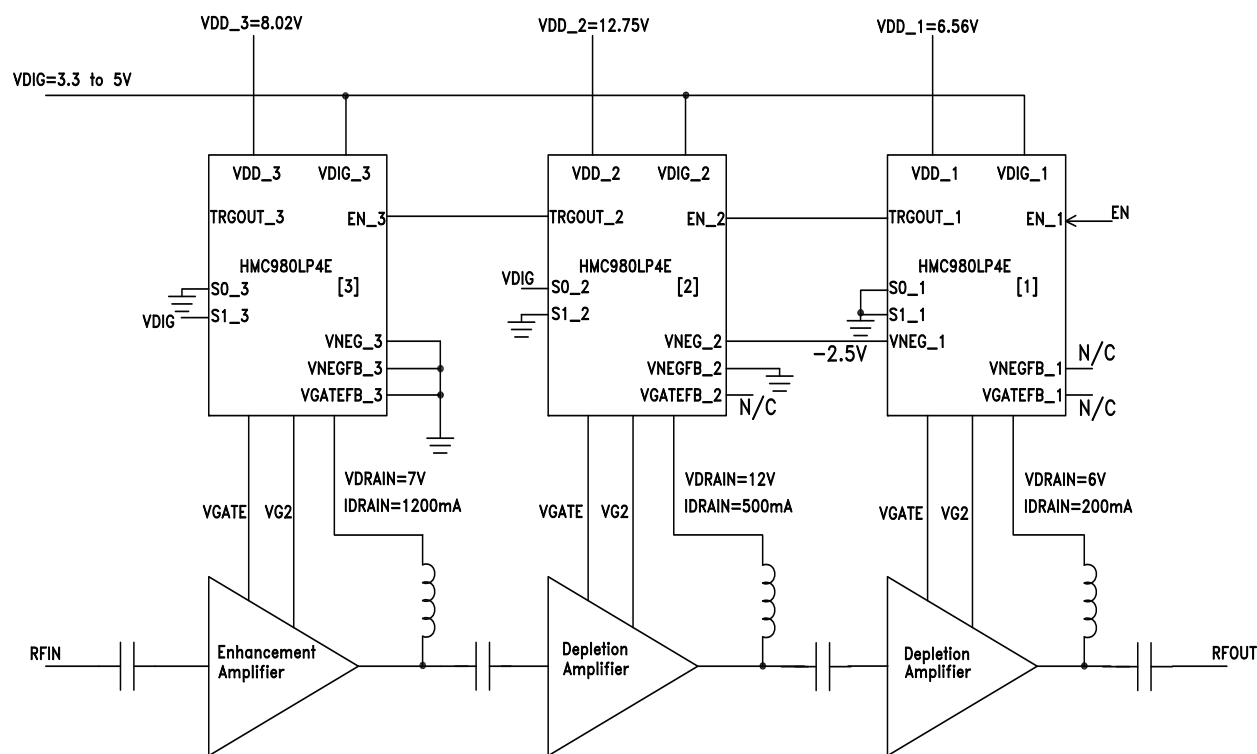 VDD_3=8.02V
VDD_2=12.75V
VDD_1=6.56V
VDIG=3.3 to 5V
VDD_3 VDIG_3
VDD_2 VDIG_2
VDD_1 VDIG_1
TRGOUT_3 EN_3
TRGOUT_2 EN_2
TRGOUT_1 EN_1
EN
HMC980LP4E
[3]
HMC980LP4E
[2]
HMC980LP4E
[1]
S0_3
VDIG
S1_3
VDIG
S0_2
S1_2
S0_1
S1_1
VNEG_3
VNEGFB_3
VGATEFB_3
VNEG_2
-2.5V
VNEGFB_2
VGATEFB_2
N/C
VNEG_1
VNEGFB_1
N/C
VGATEFB_1
N/C
VDRAIN=7V
IDRAIN=1200mA
VDRAIN=12V
IDRAIN=500mA
VDRAIN=6V
IDRAIN=200mA
VGATE VG2
VGATE VG2
VGATE VG2
RFIN
Enhancement
Amplifier
Depletion
Amplifier
Depletion
Amplifier
RFOUT